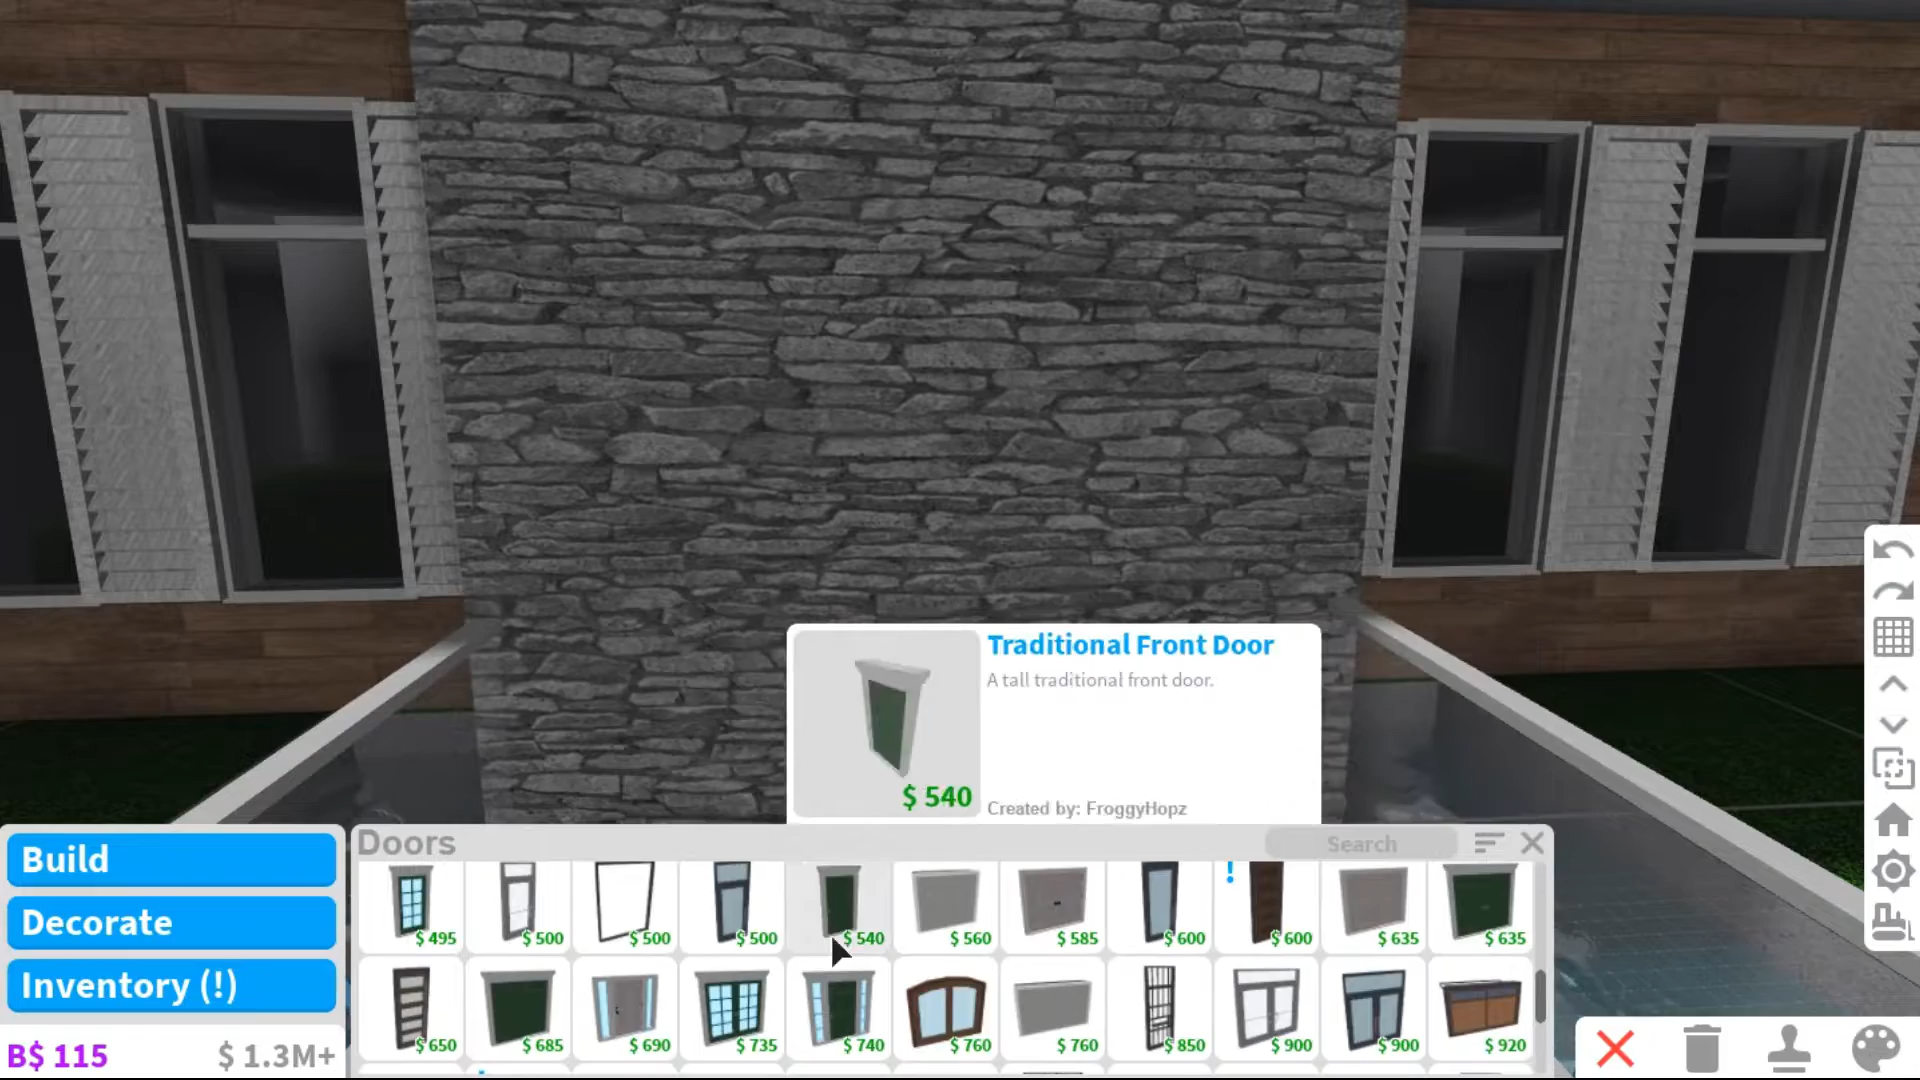 Traditional Front Door
A tall traditional front door.
$ 540
Created by: FroggyHopz
Build
Decorate
Inventory (!)
B$ 115
$ 1.3M+
Doors
Search
$ 495
$ 500
$ 500
$ 500
$ 540
$ 560
$ 585
$ 600
!
$ 600
$ 635
$ 635
$ 650
$ 685
$ 690
$ 735
$ 740
$ 760
$ 760
$ 850
$ 900
$ 900
$ 920